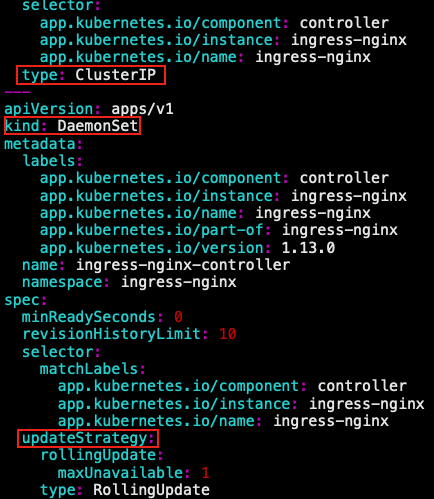 selector:
app.kubernetes.io/component: controller
app.kubernetes.io/instance: ingress-nginx
app.kubernetes.io/name: ingress-nginx
type: ClusterIP
---
apiVersion: apps/v1
kind: DaemonSet
metadata:
labels:
app.kubernetes.io/component: controller
app.kubernetes.io/instance: ingress-nginx
app.kubernetes.io/name: ingress-nginx
app.kubernetes.io/part-of: ingress-nginx
app.kubernetes.io/version: 1.13.0
name: ingress-nginx-controller
namespace: ingress-nginx
spec:
minReadySeconds: 0
revisionHistoryLimit: 10
selector:
matchLabels:
app.kubernetes.io/component: controller
app.kubernetes.io/instance: ingress-nginx
app.kubernetes.io/name: ingress-nginx
updateStrategy:
rollingUpdate:
maxUnavailable: 1
type: RollingUpdate